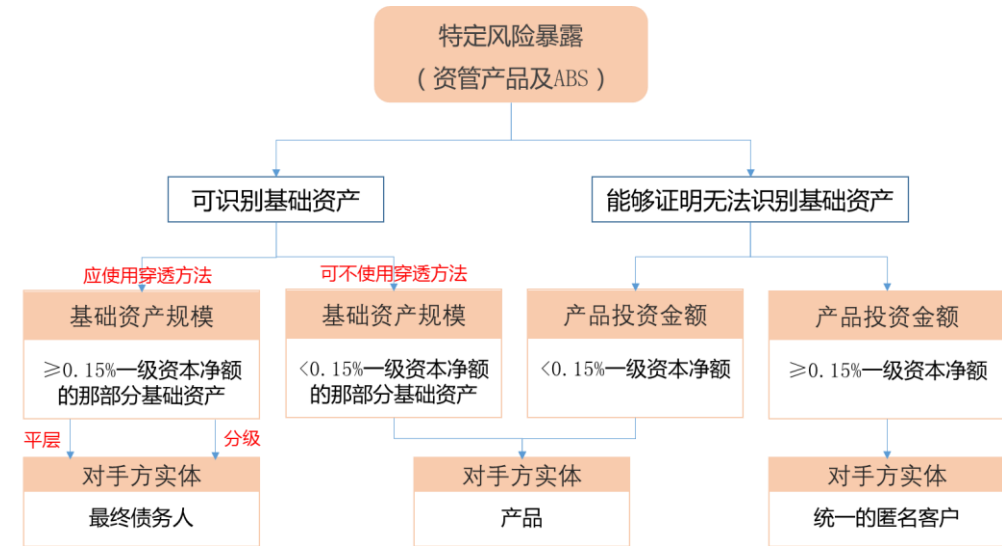 特定风险暴露
（资管产品及ABS）
可识别基础资产
能够证明无法识别基础资产
应使用穿透方法
可不使用穿透方法
基础资产规模
≥0.15%一级资本净额
的那部分基础资产
基础资产规模
<0.15%一级资本净额
的那部分基础资产
产品投资金额
<0.15%一级资本净额
产品投资金额
≥0.15%一级资本净额
平层
分级
对手方实体
最终债务人
对手方实体
产品
对手方实体
统一的匿名客户